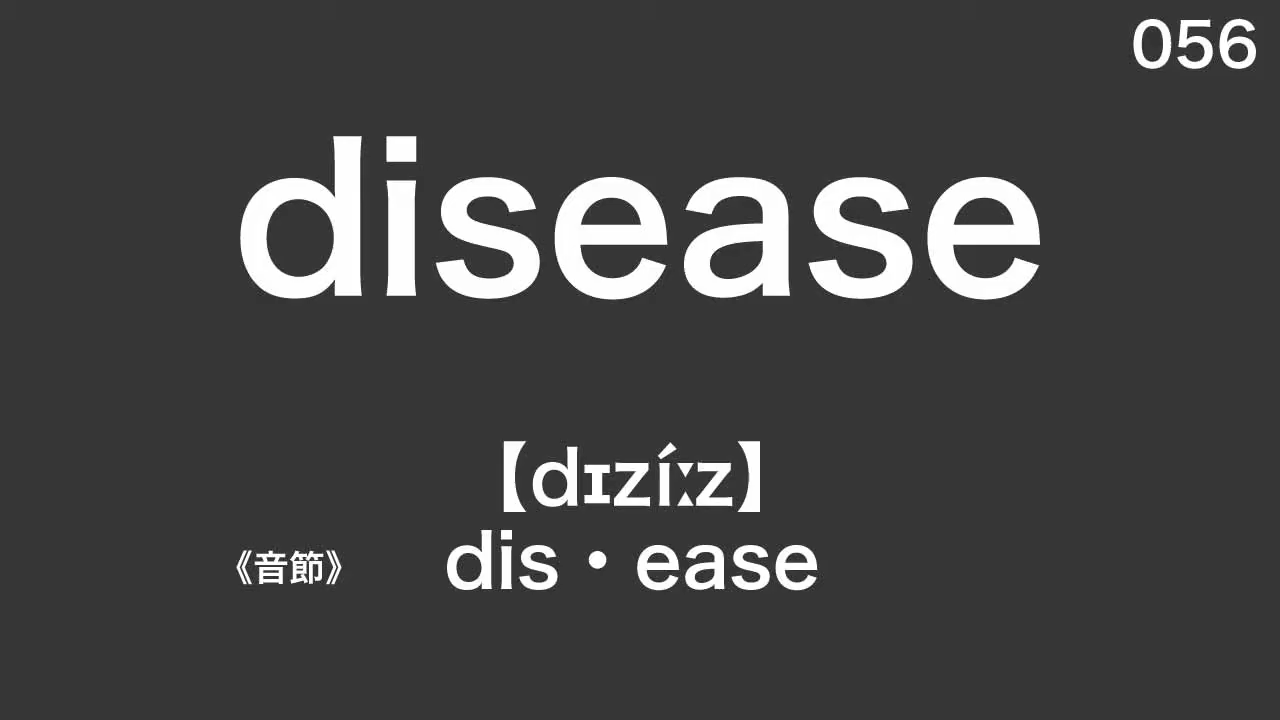 056
disease
【dɪzíːz】
《音節》 dis・ease